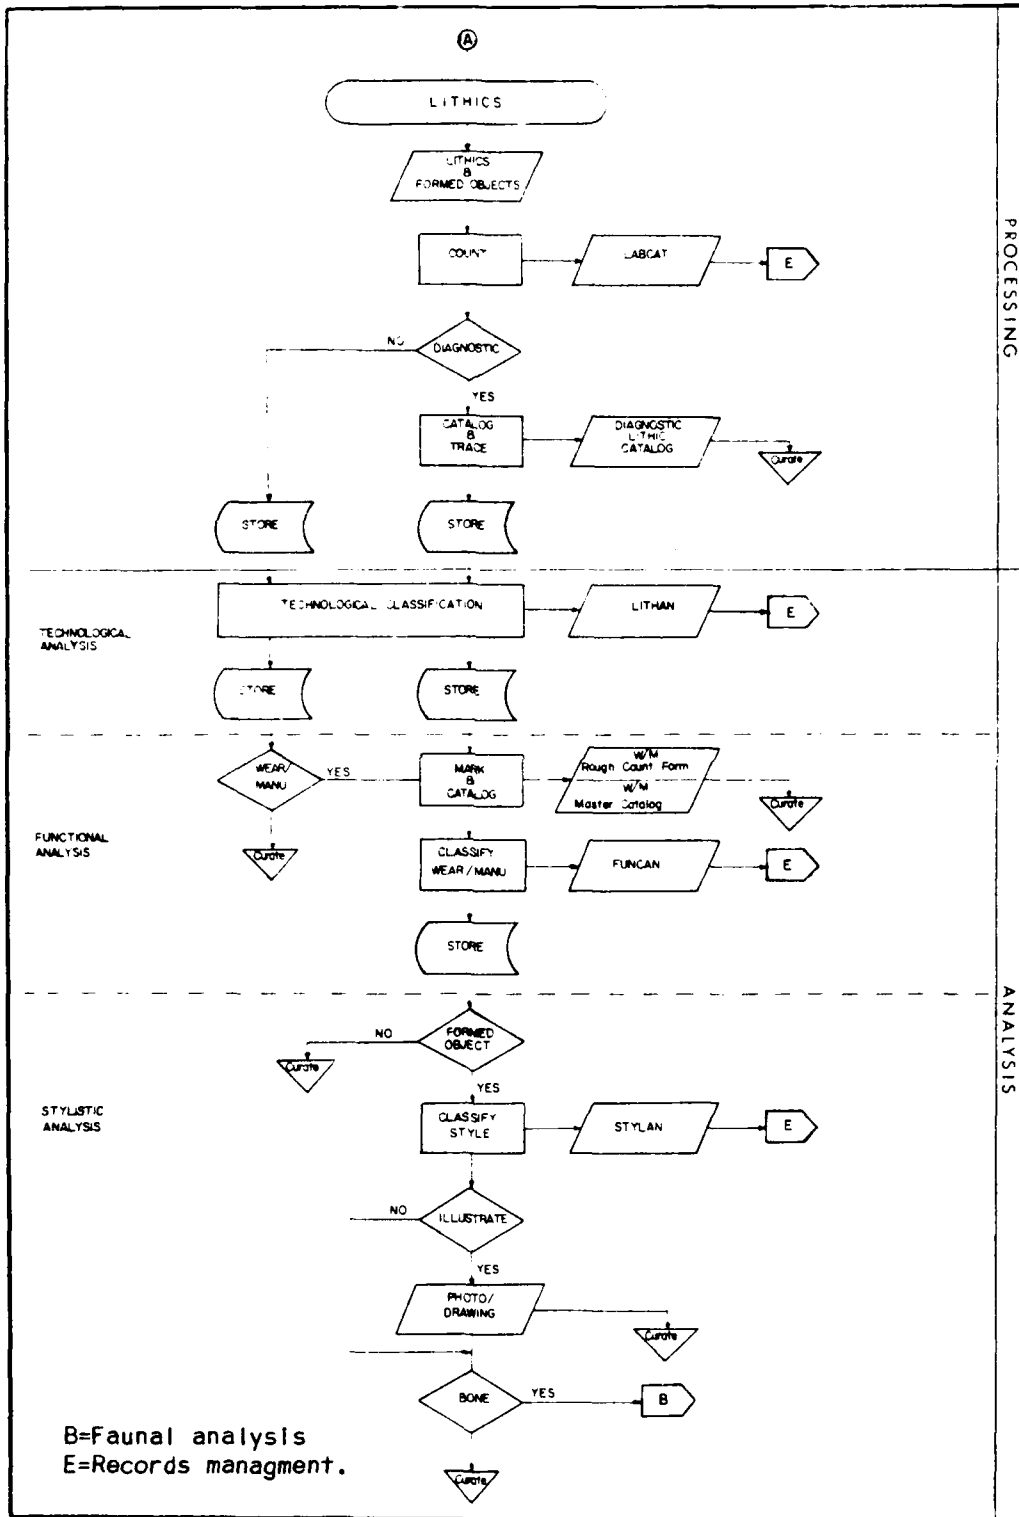 A
LITHICS
LITHICS
&
FORMED OBJECTS
COUNT
LABCAT
E
NO
DIAGNOSTIC
YES
CATALOG
&
TRACE
DIAGNOSTIC
LITHIC
CATALOG
Curate
STORE
STORE
PROCESSING
TECHNOLOGICAL CLASSIFICATION
LITHAN
E
TECHNOLOGICAL
ANALYSIS
STORE
STORE
WEAR/
MANU
YES
MARK
&
CATALOG
W/M
Rough Count Form
W/M
Master Catalog
Curate
FUNCTIONAL
ANALYSIS
Curate
CLASSIFY
WEAR/MANU
FUNCAN
E
STORE
ANALYSIS
NO
FORMED
OBJECT
Curate
YES
STYLISTIC
ANALYSIS
CLASSIFY
STYLE
STYLAN
E
NO
ILLUSTRATE
YES
PHOTO/
DRAWING
Curate
BONE
YES
B
B=Faunal analysis
E=Records managment.
Curate